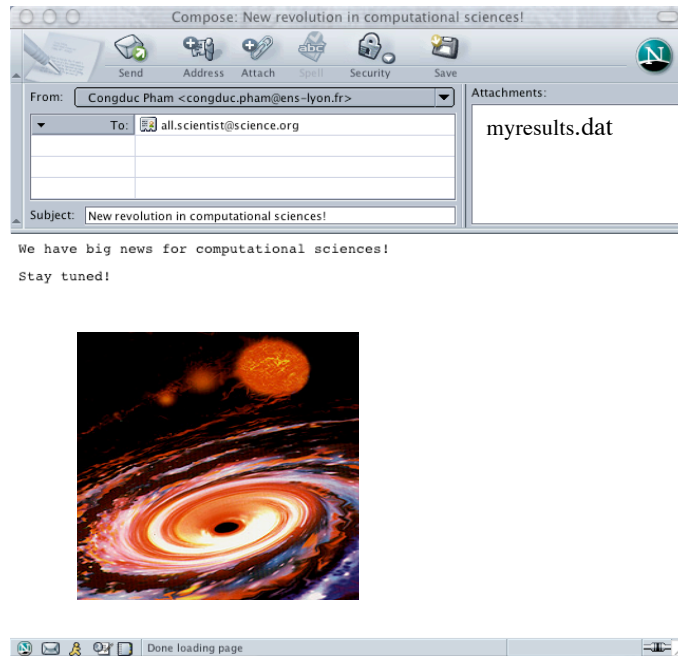 Compose: New revolution in computational sciences!
Send Address Attach Spell Security Save
N
From: Congduc Pham <congduc.pham@ens-lyon.fr>
Attachments:
To: all.scientist@science.org
myresults.dat
Subject: New revolution in computational sciences!
We have big news for computational sciences!
Stay tuned!
Done loading page